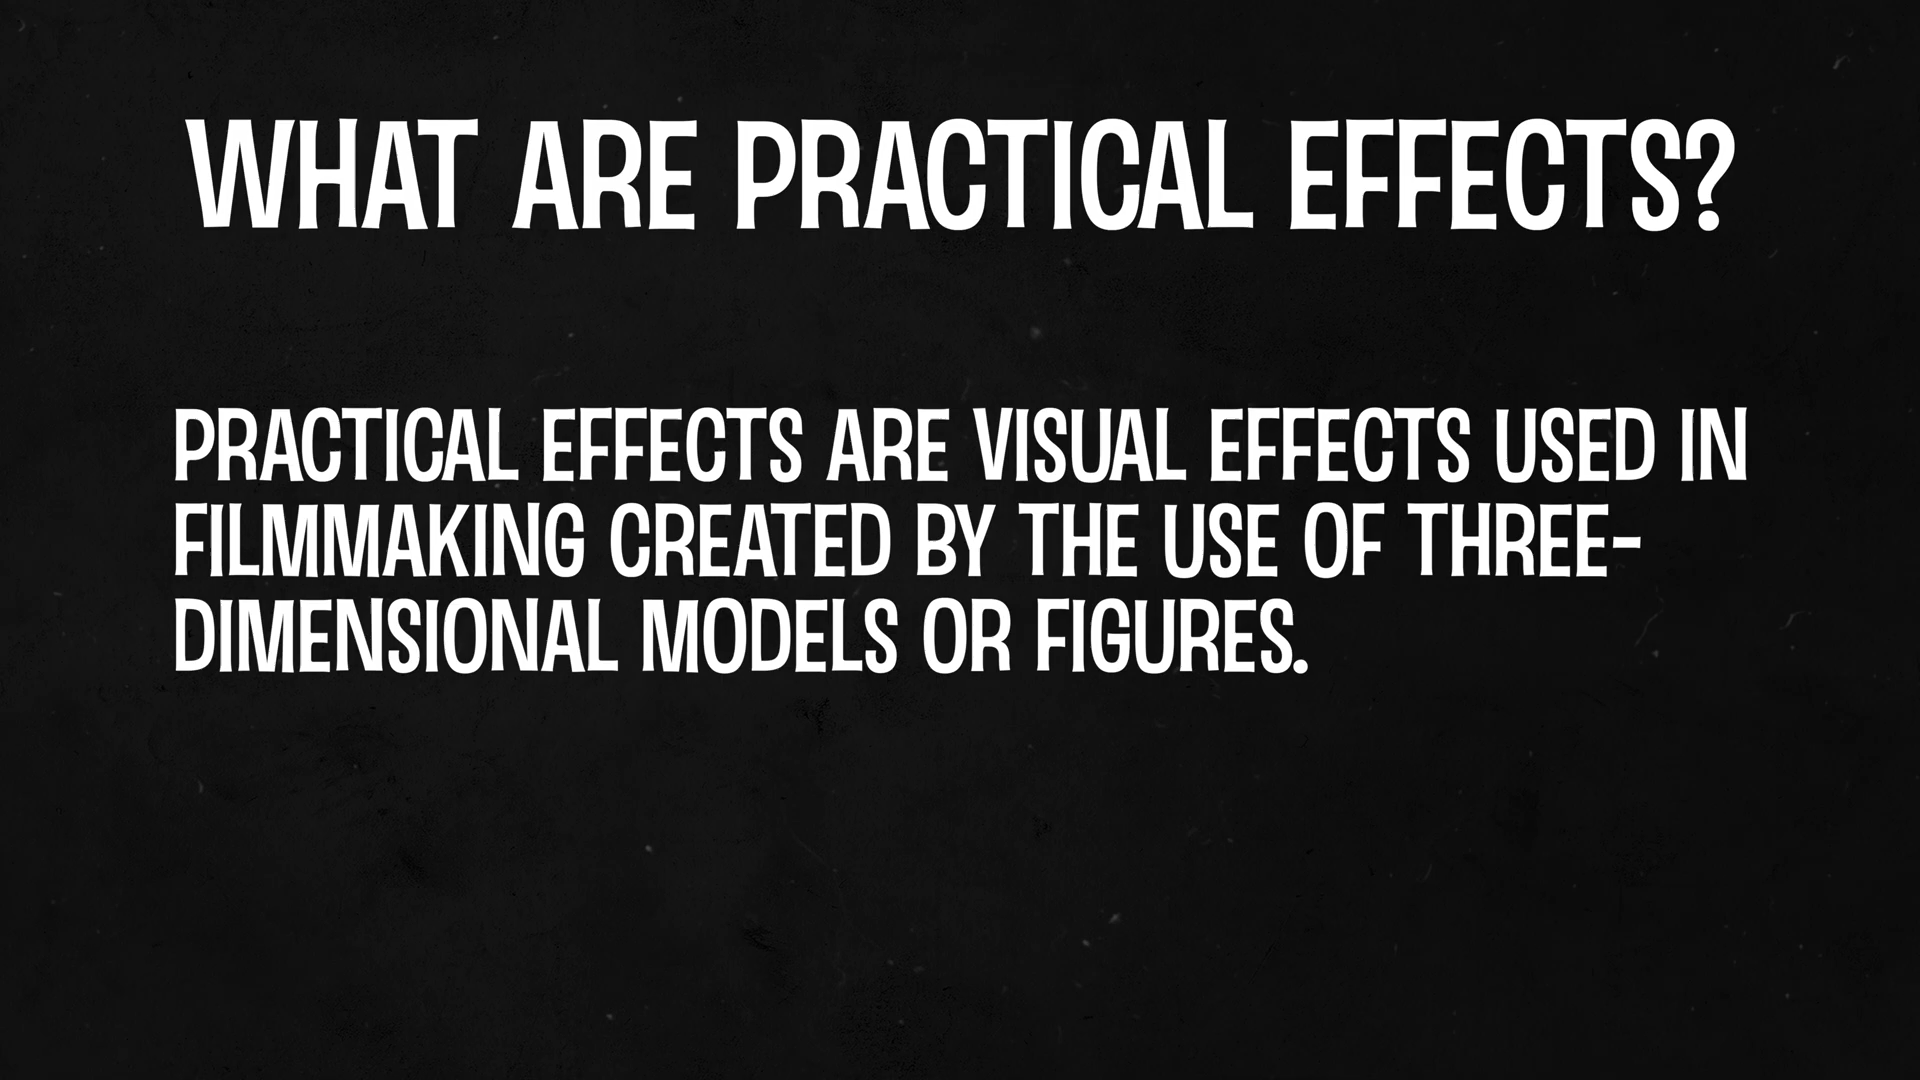 WHAT ARE PRACTICAL EFFECTS?
PRACTICAL EFFECTS ARE VISUAL EFFECTS USED IN
FILMMAKING CREATED BY THE USE OF THREE-
DIMENSIONAL MODELS OR FIGURES.